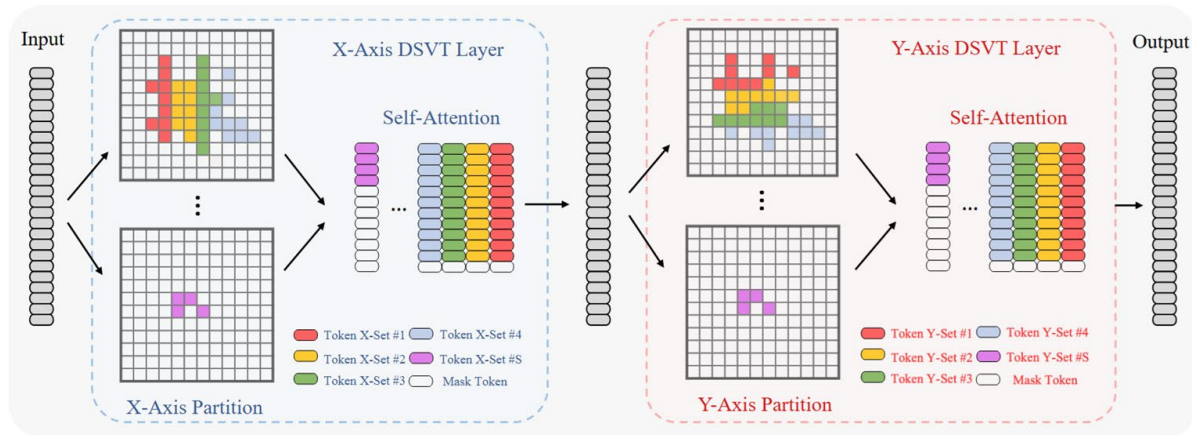 Input
X-Axis DSVT Layer
Self-Attention
...
...
Token X-Set #1
Token X-Set #4
Token X-Set #2
Token X-Set #S
Token X-Set #3
Mask Token
X-Axis Partition
Y-Axis DSVT Layer
Self-Attention
...
...
Token Y-Set #1
Token Y-Set #4
Token Y-Set #2
Token Y-Set #S
Token Y-Set #3
Mask Token
Y-Axis Partition
Output